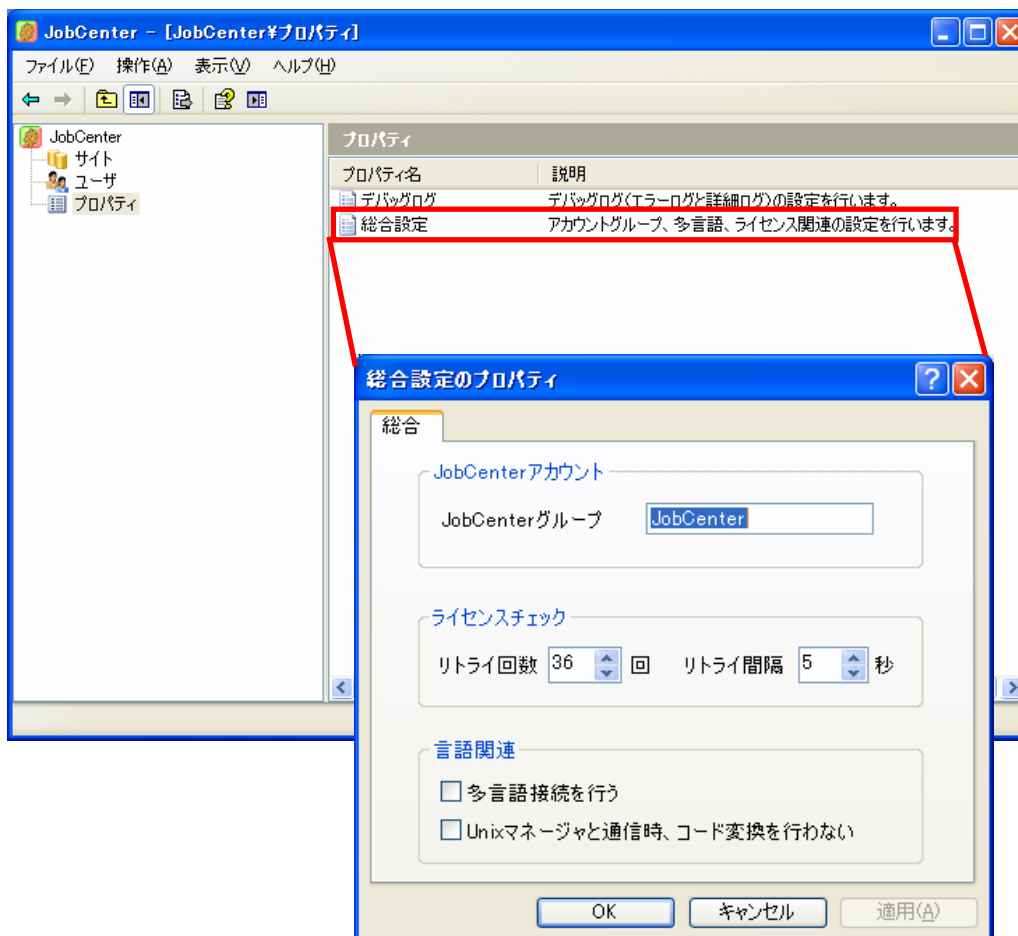 JobCenter - [JobCenter¥プロパティ]
ファイル(F) 操作(A) 表示(V) ヘルプ(H)
JobCenter
サイト
ユーザ
プロパティ
プロパティ
プロパティ名 説明
デバッグログ デバッグログ(エラーログと詳細ログ)の設定を行います。
総合設定 アカウントグループ、多言語、ライセンス関連の設定を行います。
総合設定のプロパティ
総合
JobCenterアカウント
JobCenterグループ JobCenter
ライセンスチェック
リトライ回数 36 回 リトライ間隔 5 秒
言語関連
多言語接続を行う
Unixマネージャと通信時、コード変換を行わない
OK キャンセル 適用(A)